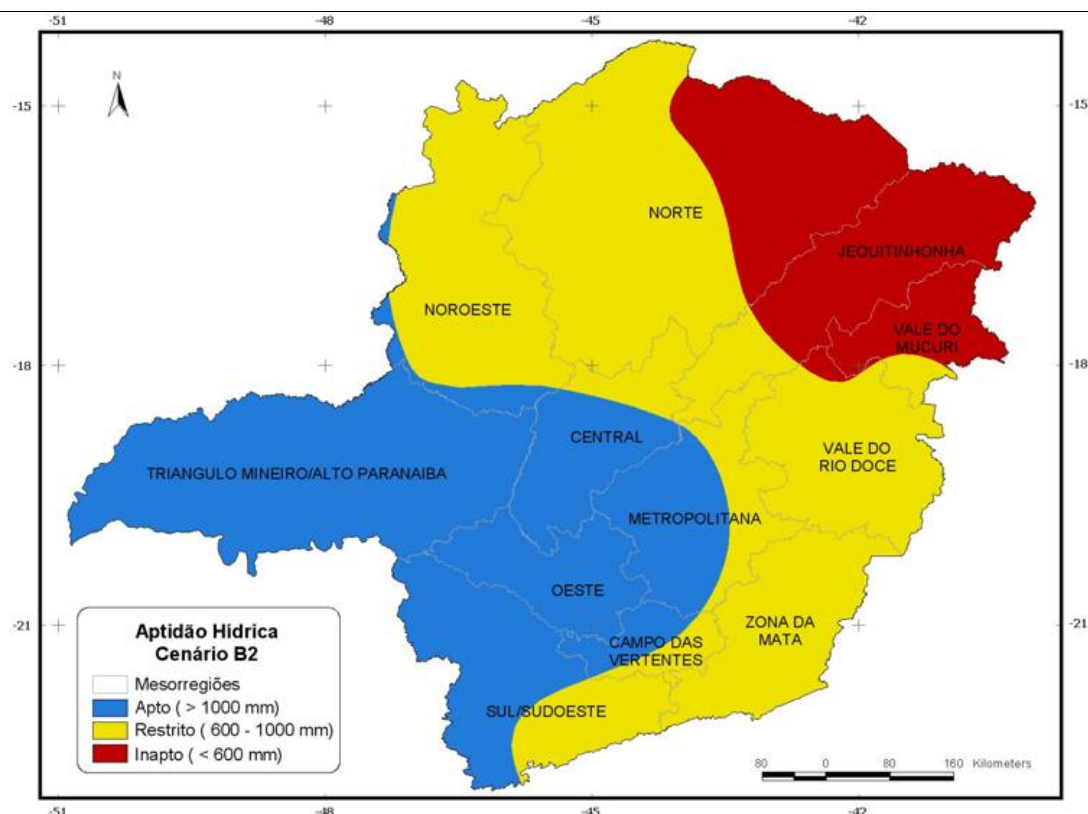 -51
-48
-45
-42
N
-15
-15
NORTE
JEQUITINHONHA
NOROESTE
VALE DO
MUCURI
-18
-18
CENTRAL
VALE DO
RIO DOCE
TRIANGULO MINEIRO/ALTO PARANAIBA
METROPOLITANA
OESTE
-21
-21
ZONA DA
MATA
CAMPO DAS
VERTENTES
SUL/SUDOESTE
Aptidão Hídrica
Cenário B2
Mesorregiões
Apto ( > 1000 mm)
Restrito ( 600 - 1000 mm)
Inapto ( < 600 mm)
80 0 80 160 Kilometers
-51
-48
-45
-42